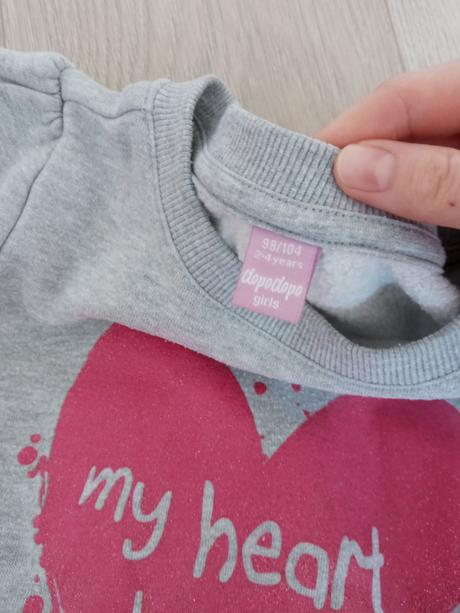 98/104
2-4 years
dopodopo
girls
my heart